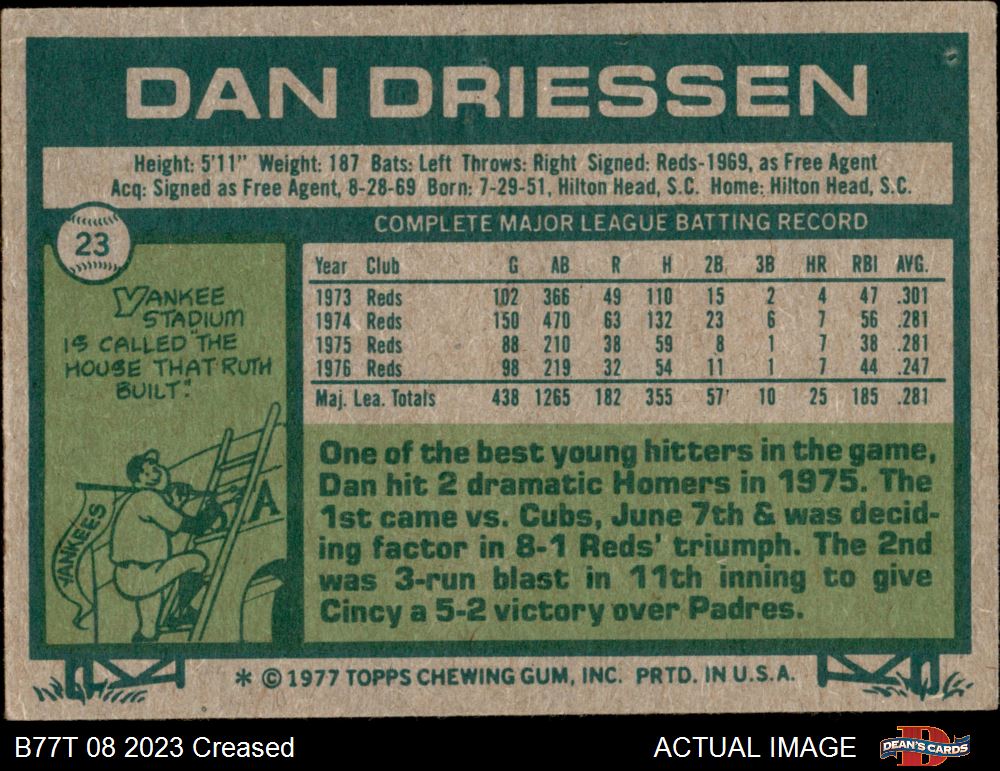 DAN DRIESSEN
Height: 5'11" Weight: 187 Bats: Left Throws: Right Signed: Reds-1969, as Free Agent
Acq: Signed as Free Agent, 8-28-69 Born: 7-29-51, Hilton Head, S.C. Home: Hilton Head, S.C.
23
COMPLETE MAJOR LEAGUE BATTING RECORD
Year Club G AB R H 2B 3B HR RBI AVG.
1973 Reds 102 366 49 110 15 2 4 47 .301
1974 Reds 150 470 63 132 23 6 7 56 .281
1975 Reds 88 210 38 59 8 1 7 38 .281
1976 Reds 98 219 32 54 11 1 7 44 .247
Maj. Lea. Totals 438 1265 182 355 57 10 25 185 .281
YANKEE
STADIUM
IS CALLED "THE
HOUSE THAT RUTH
BUILT."
YANKEES
A
One of the best young hitters in the game,
Dan hit 2 dramatic Homers in 1975. The
1st came vs. Cubs, June 7th & was decid-
ing factor in 8-1 Reds' triumph. The 2nd
was 3-run blast in 11th inning to give
Cincy a 5-2 victory over Padres.
* © 1977 TOPPS CHEWING GUM, INC. PRTD. IN U.S.A.
B77T 08 2023 Creased
ACTUAL IMAGE
D
DEAN'S CARDS